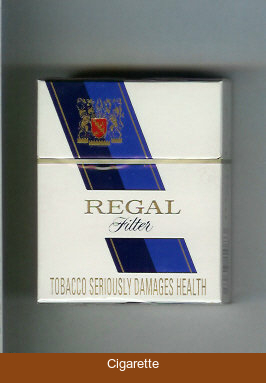 REGAL
Filter
TOBACCO SERIOUSLY DAMAGES HEALTH
Cigarette